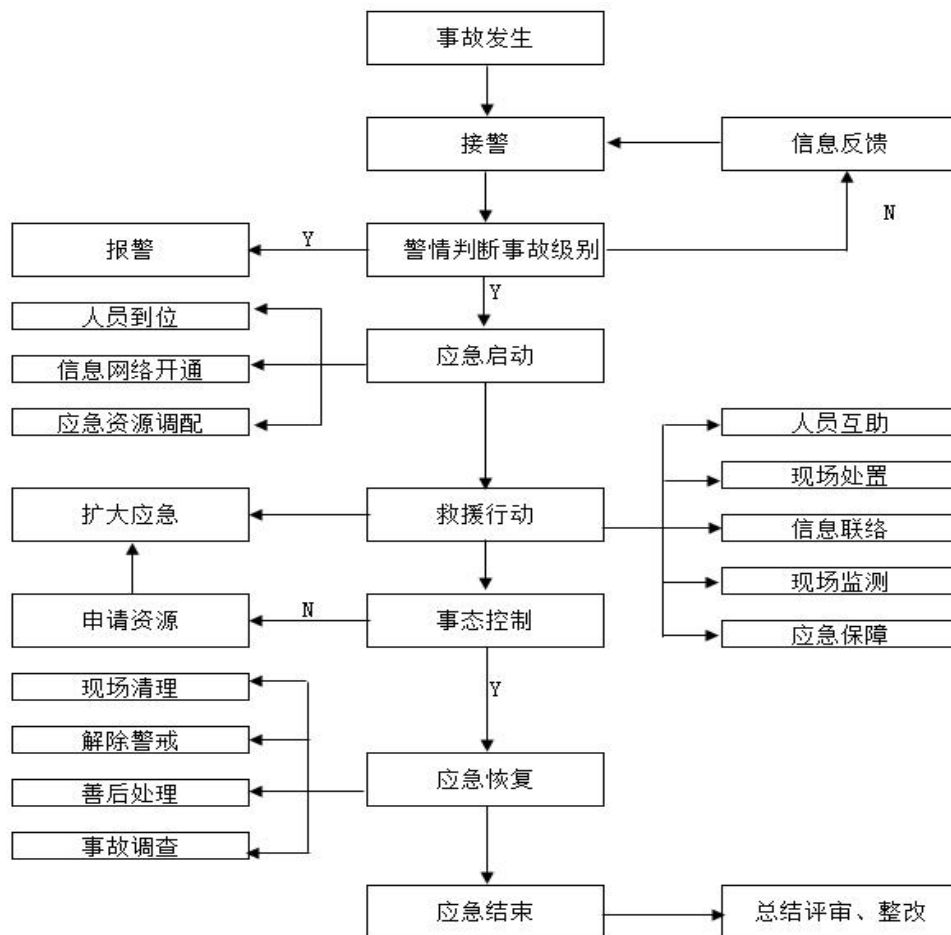 事故发生
接警
信息反馈
N
报警
Y
警情判断事故级别
Y
人员到位
应急启动
信息网络开通
应急资源调配
人员互助
现场处置
扩大应急
救援行动
信息联络
现场监测
申请资源
N
事态控制
应急保障
现场清理
Y
解除警戒
应急恢复
善后处理
事故调查
应急结束
总结评审、整改